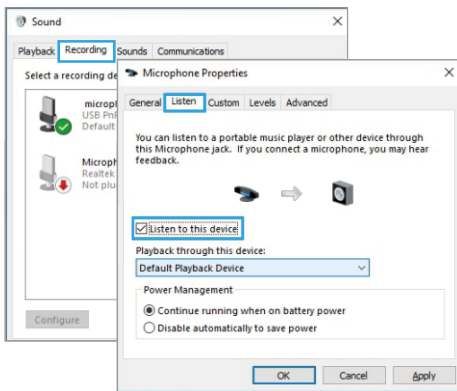 Sound
Playback Recording Sounds Communications
Select a recording de
USB PnP
Default
Realtek
Not plu
Configure
Microphone Properties
General Listen Custom Levels Advanced
You can listen to a portable music player or other device through
this Microphone jack. If you connect a microphone, you may hear
feedback.
Listen to this device
Playback through this device:
Default Playback Device
Power Management
Continue running when on battery power
Disable automatically to save power
OK Cancel Apply